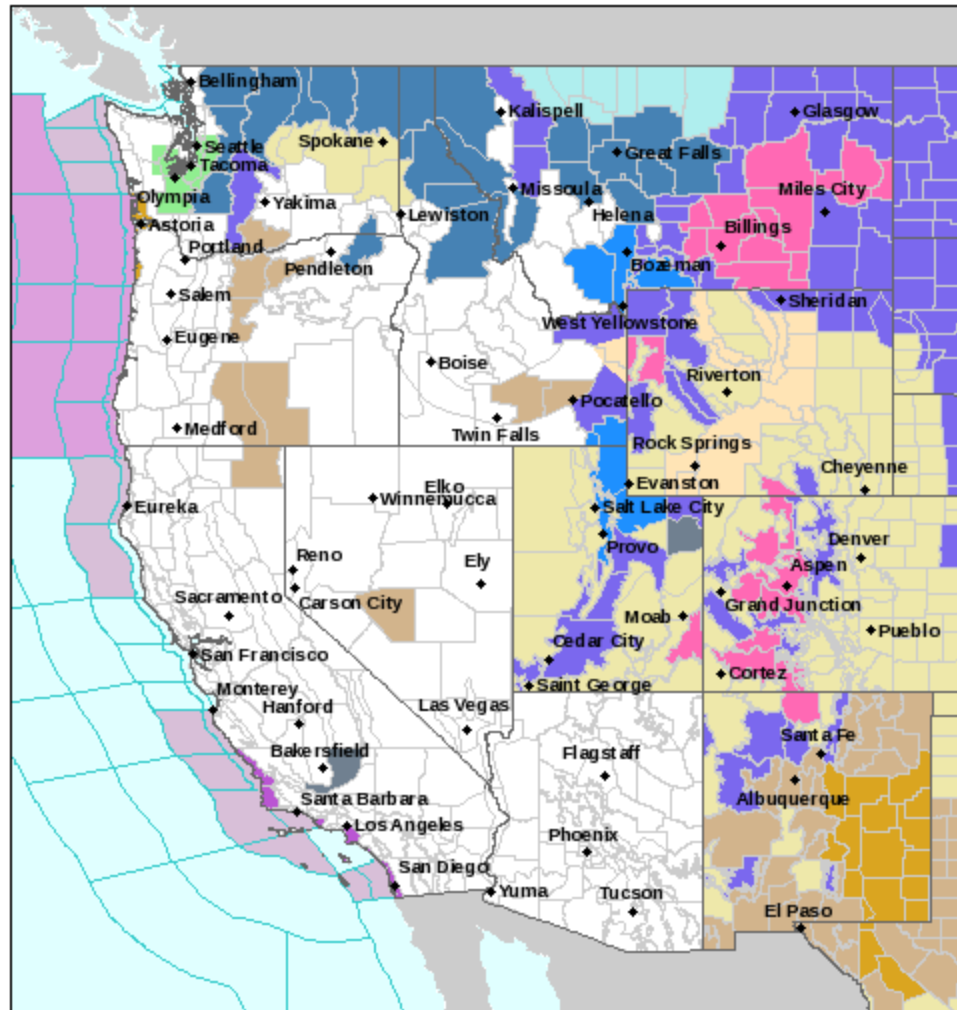 Bellingham
Kalispell
Glasgow
Seattle
Spokane
Great Falls
Tacoma
Olympia
Yakima
Missoula
Miles City
Helena
Lewiston
Astoria
Billings
Portland
Pendleton
Bozeman
Salem
Sheridan
West Yellowstone
Eugene
Boise
Riverton
Pocatello
Medford
Twin Falls
Rock Springs
Cheyenne
Elko
Evanston
Winnemucca
Eureka
Salt Lake City
Provo
Denver
Reno
Ely
Aspen
Sacramento
Carson City
Grand Junction
Moab
Pueblo
Cedar City
San Francisco
Cortez
Saint George
Monterey
Hanford
Las Vegas
Santa Fe
Bakersfield
Flagstaff
Albuquerque
Santa Barbara
Los Angeles
Phoenix
San Diego
Yuma
Tucson
El Paso